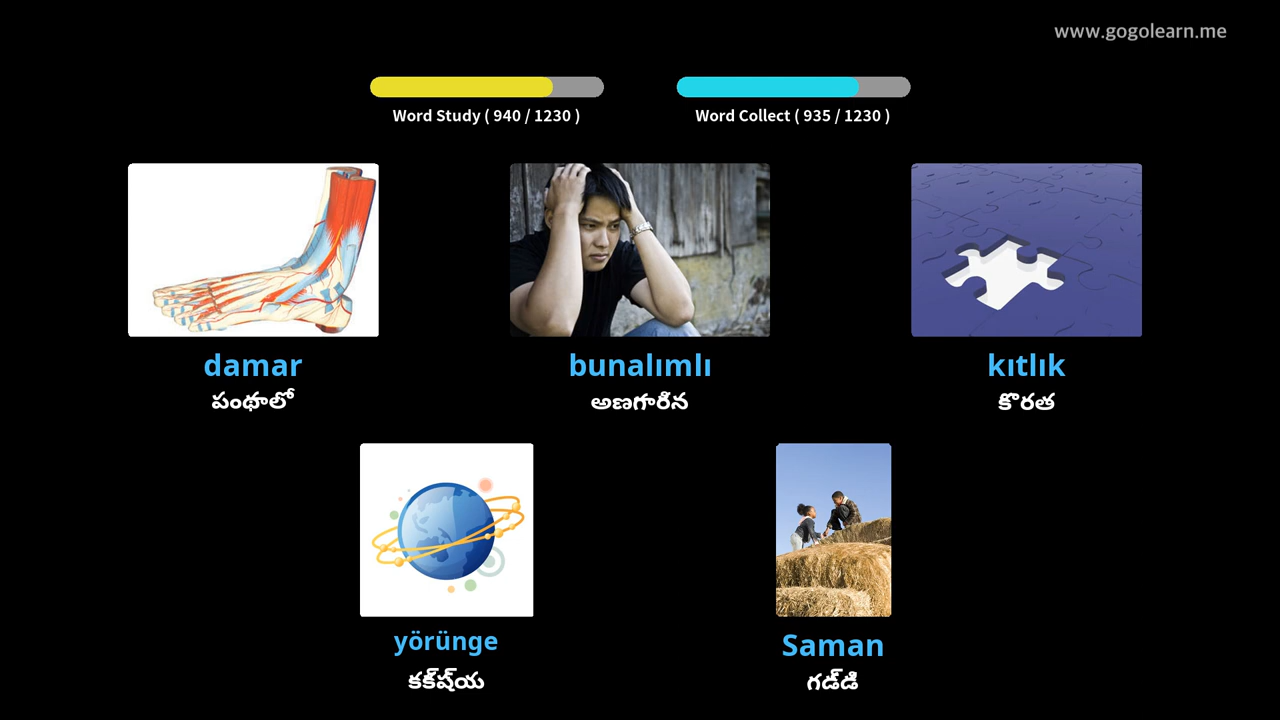 www.gogolearn.me
Word Study ( 940 / 1230 )
Word Collect ( 935 / 1230 )
damar
bunalımlı
kıtlık
పంథాలో
అణగారిన
కొరత
yörünge
Saman
కక్ష్య
గడ్డి